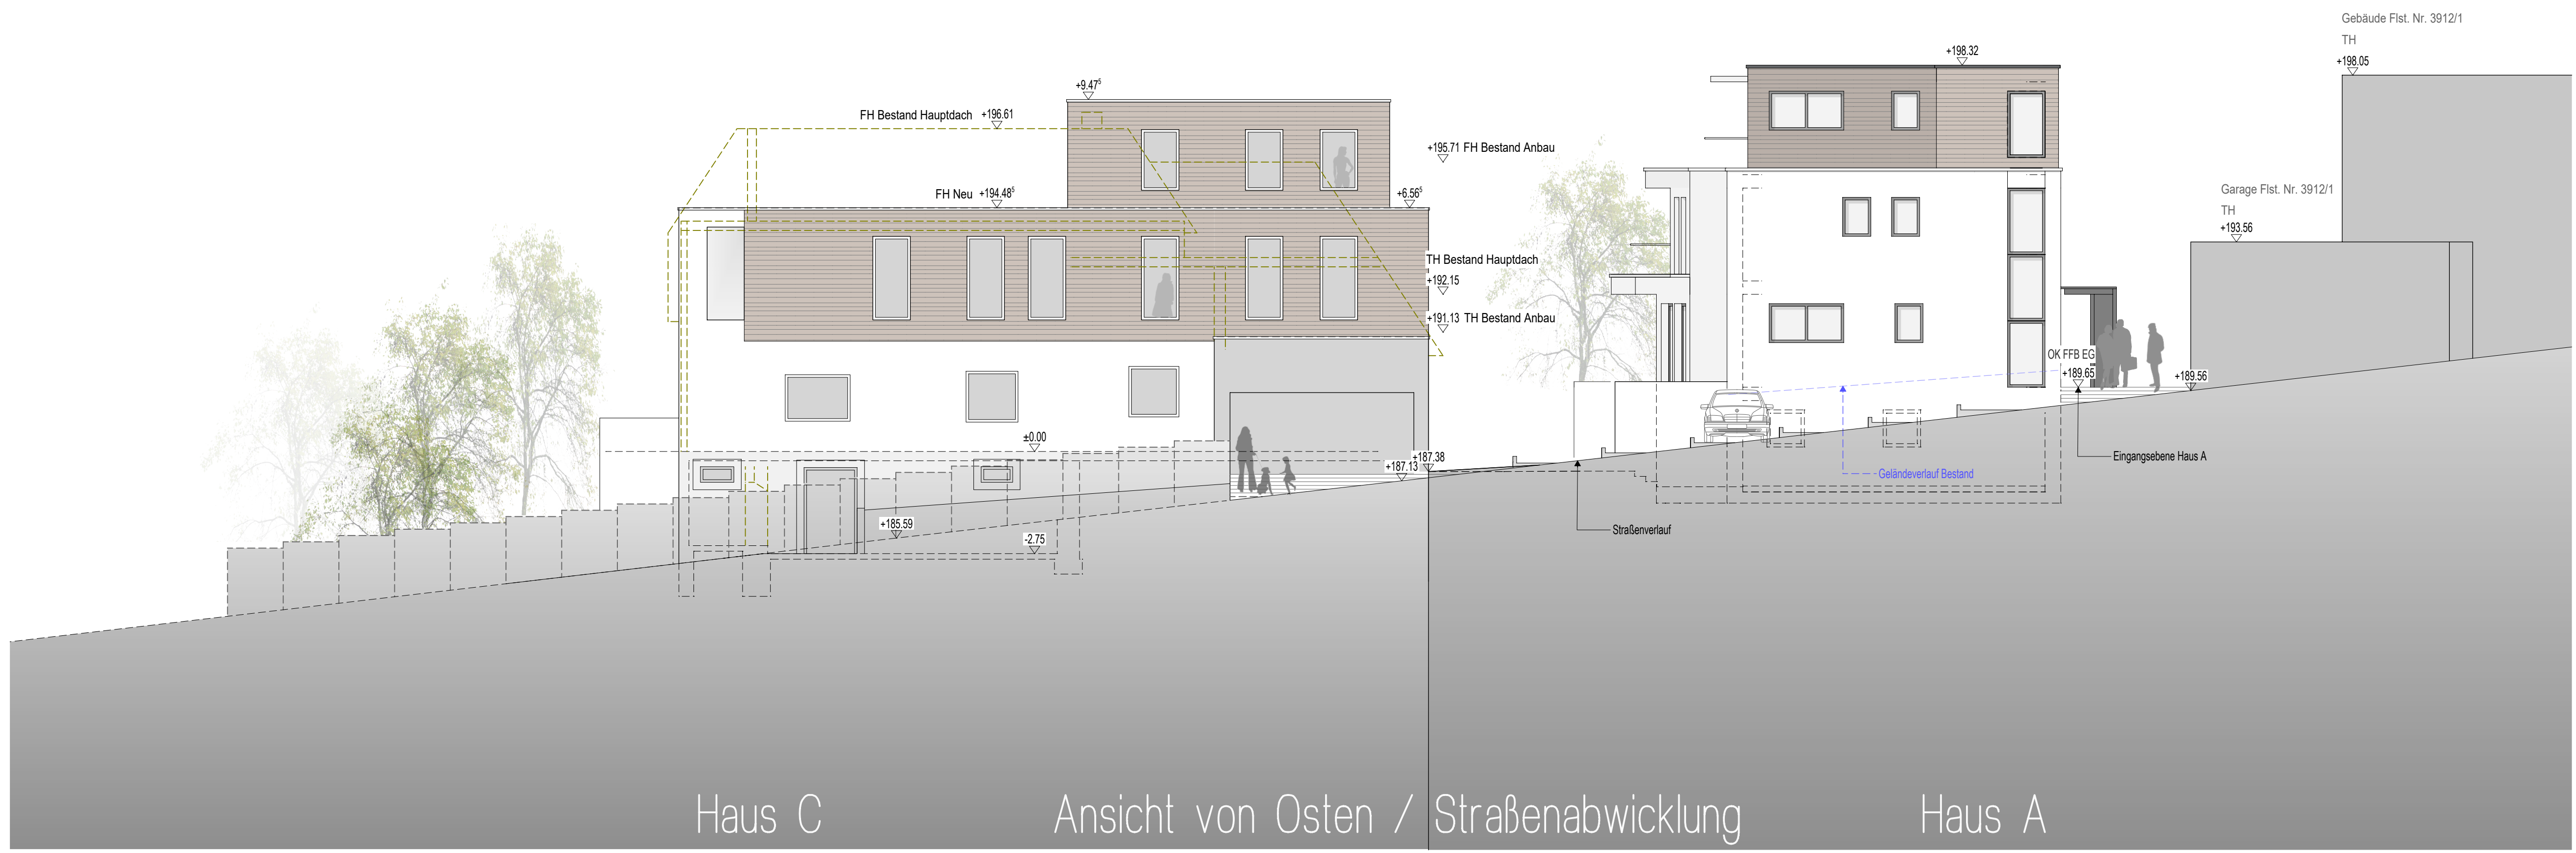 Gebäude Flst. Nr. 3912/1
TH
+198.05
+198.32
+9.47⁵
FH Bestand Hauptdach +196.61
+195.71 FH Bestand Anbau
FH Neu +194.48⁵
+6.56⁵
Garage Flst. Nr. 3912/1
TH
+193.56
TH Bestand Hauptdach
+192.15
+191.13 TH Bestand Anbau
OK FFB EG
+189.65
+189.56
±0.00
+187.38
+187.13
Eingangsebene Haus A
Geländeverlauf Bestand
+185.59
-2.75
Straßenverlauf
Haus C
Ansicht von Osten / Straßenabwicklung
Haus A